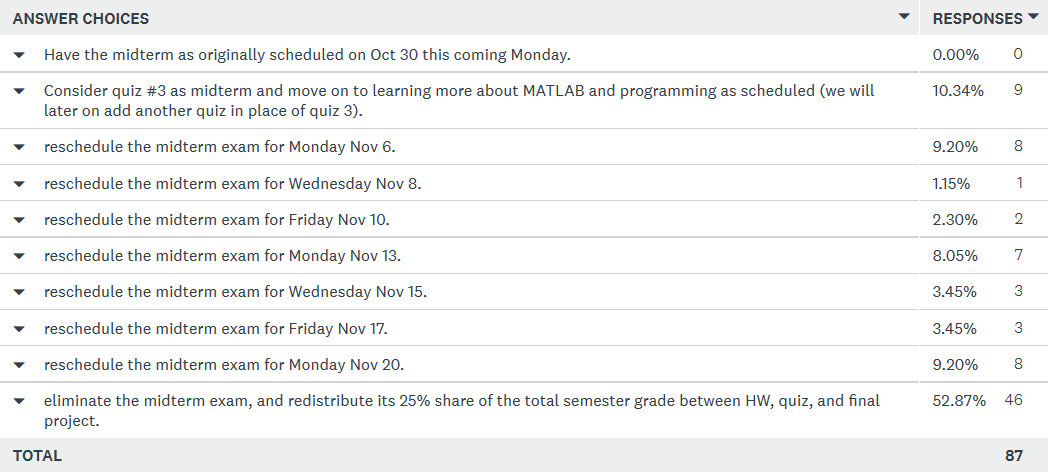 ANSWER CHOICES RESPONSES
Have the midterm as originally scheduled on Oct 30 this coming Monday. 0.00% 0
Consider quiz #3 as midterm and move on to learning more about MATLAB and programming as scheduled (we will 10.34% 9
later on add another quiz in place of quiz 3).
reschedule the midterm exam for Monday Nov 6. 9.20% 8
reschedule the midterm exam for Wednesday Nov 8. 1.15% 1
reschedule the midterm exam for Friday Nov 10. 2.30% 2
reschedule the midterm exam for Monday Nov 13. 8.05% 7
reschedule the midterm exam for Wednesday Nov 15. 3.45% 3
reschedule the midterm exam for Friday Nov 17. 3.45% 3
reschedule the midterm exam for Monday Nov 20. 9.20% 8
eliminate the midterm exam, and redistribute its 25% share of the total semester grade between HW, quiz, and final 52.87% 46
project.
TOTAL 87